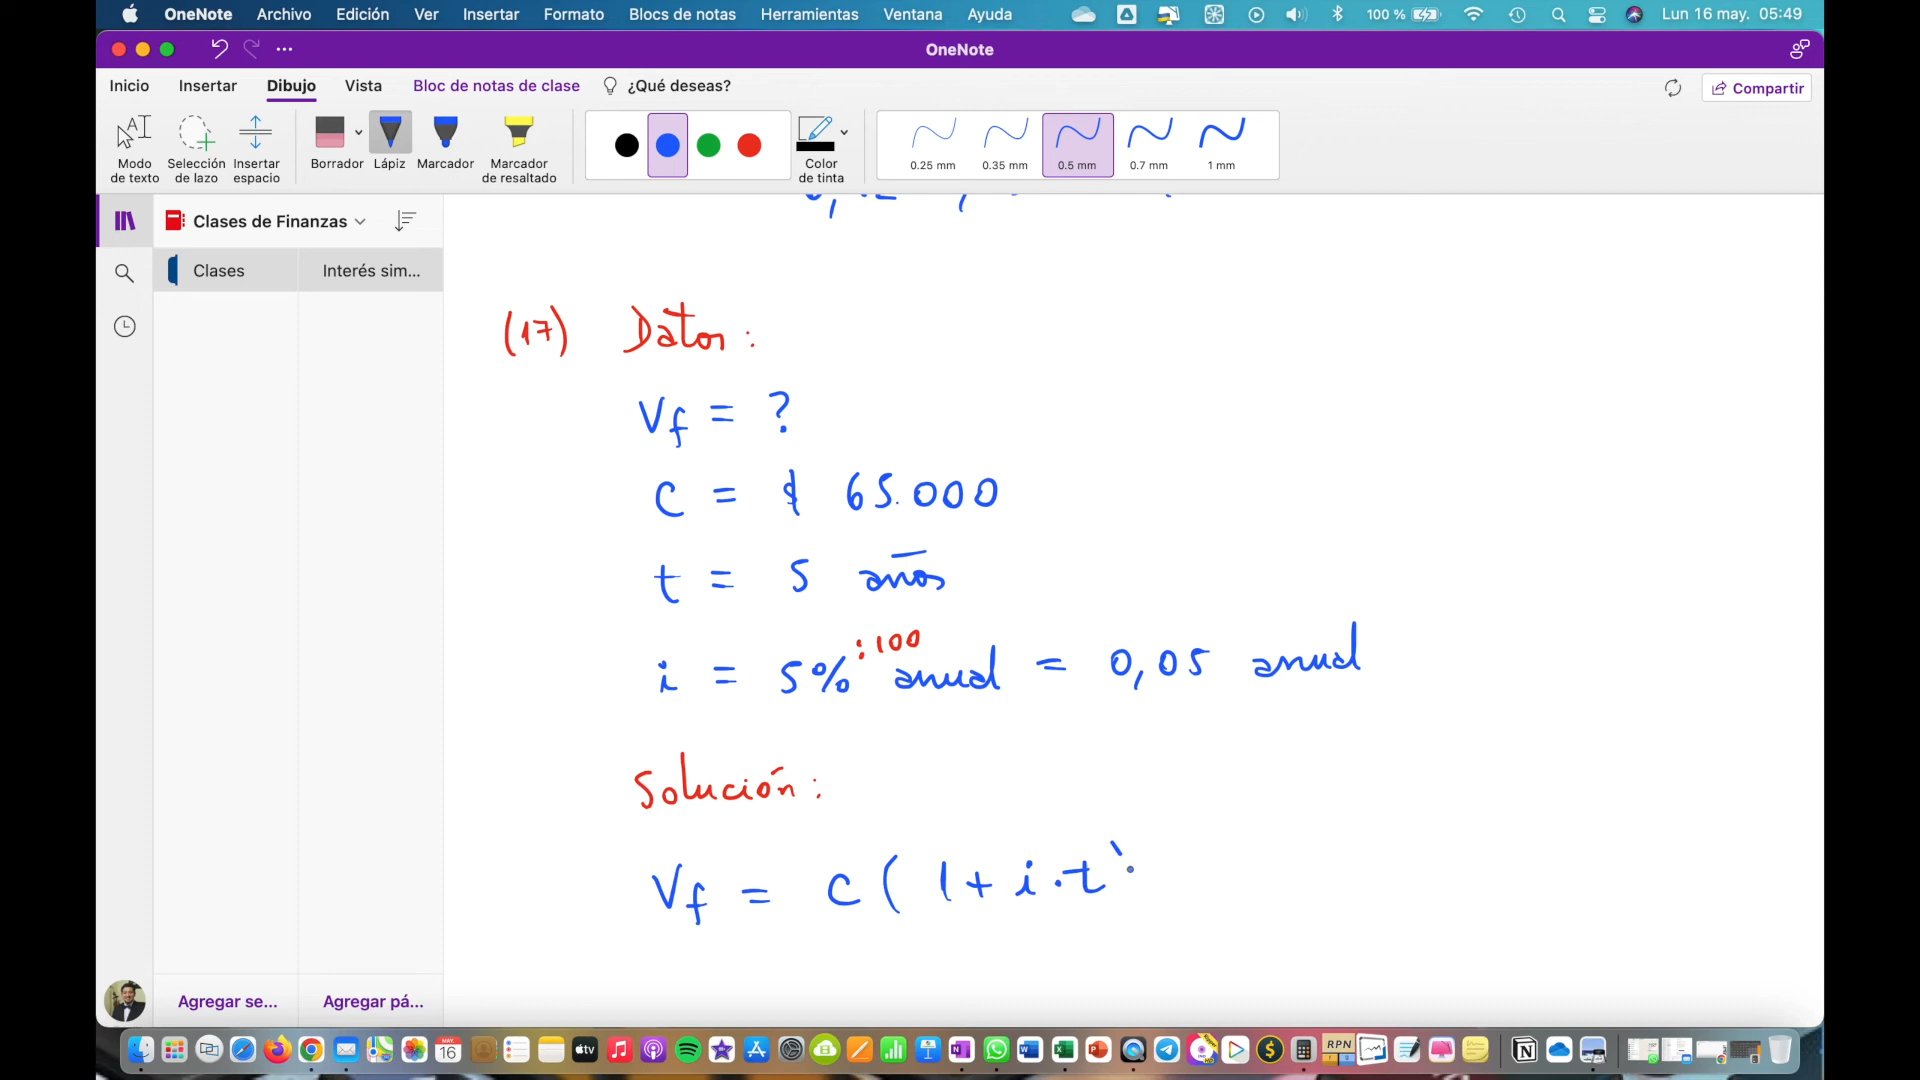 OneNote Archivo Edición Ver Insertar Formato Blocs de notas Herramientas Ventana Ayuda 100 % Lun 16 may. 05:49
OneNote
Inicio Insertar Dibujo Vista Bloc de notas de clase ¿Qué deseas? Compartir
Modo de texto
Selección de lazo
Insertar espacio
Borrador
Lápiz
Marcador
Marcador de resaltado
Color de tinta
0.25 mm 0.35 mm 0.5 mm 0.7 mm 1 mm
Clases de Finanzas
Clases Interés sim...
(17) Datos:
Vf = ?
C = $ 65.000
t = 5 años
i = 5% :100 anual = 0,05 anual
Solución:
Vf = C ( 1 + i . t )
Agregar se... Agregar pá...
MAY. 16
tv
RPN